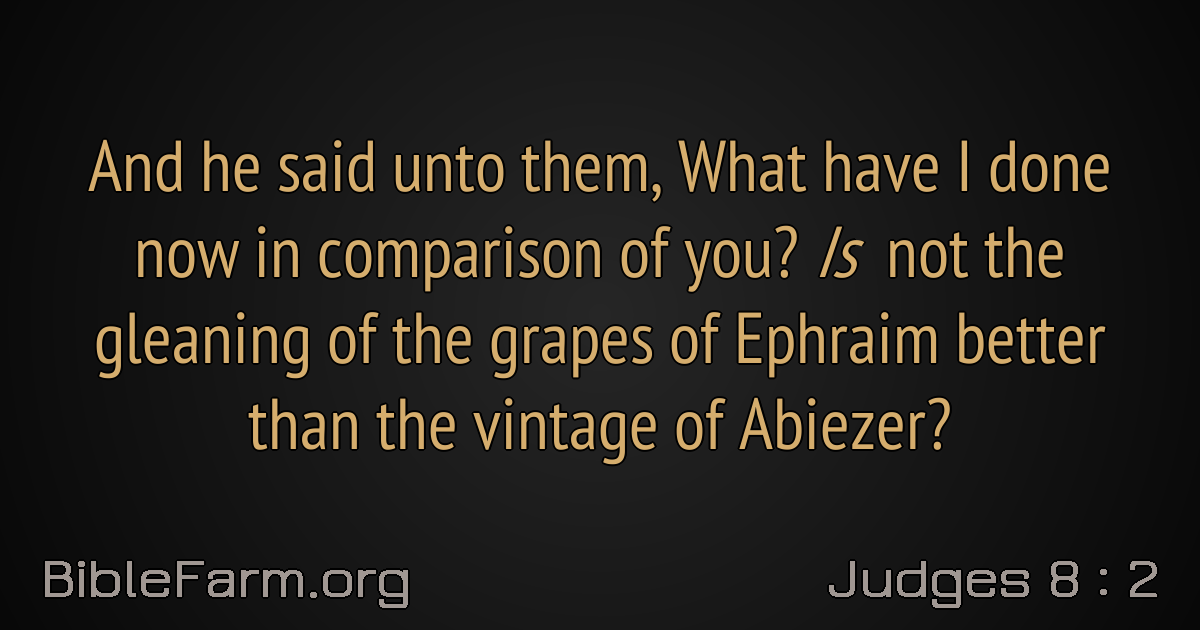 And he said unto them, What have I done
now in comparison of you? Is not the
gleaning of the grapes of Ephraim better
than the vintage of Abiezer?
BibleFarm.org
Judges 8 : 2